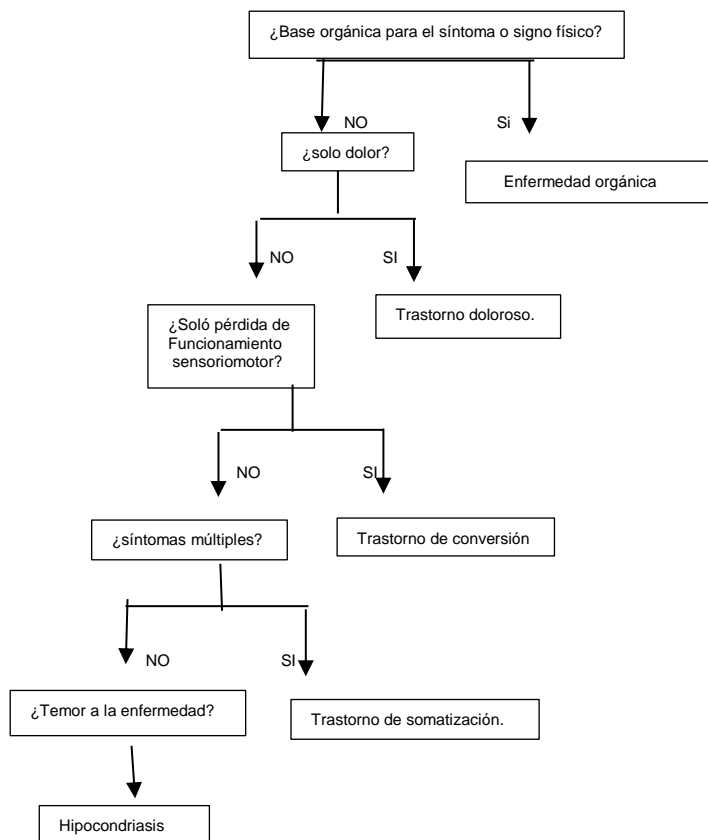 ¿Base orgánica para el síntoma o signo físico?
NO
Si
¿solo dolor?
Enfermedad orgánica
NO
SI
¿Soló pérdida de
Funcionamiento
sensoriomotor?
Trastorno doloroso.
NO
SI
¿síntomas múltiples?
Trastorno de conversión
NO
SI
¿Temor a la enfermedad?
Trastorno de somatización.
Hipocondriasis